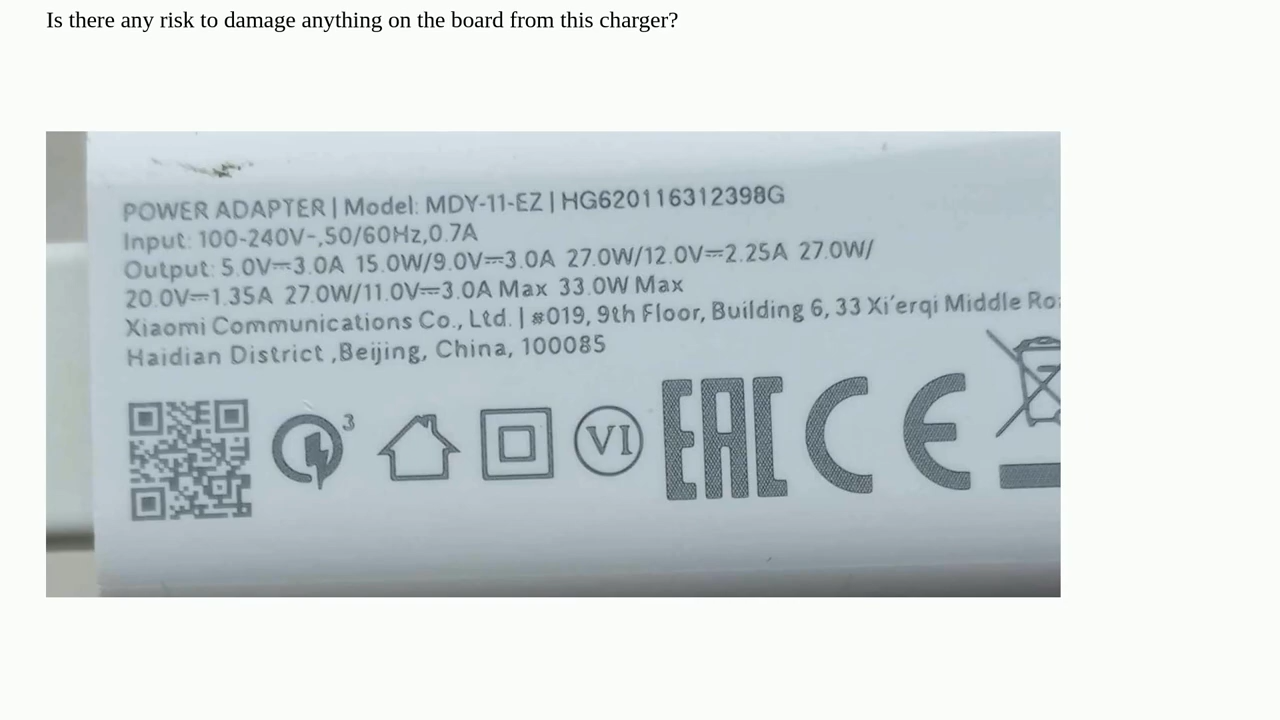 Is there any risk to damage anything on the board from this charger?
POWER ADAPTER | Model: MDY-11-EZ | HG620116312398G
Input: 100-240V~,50/60Hz,0.7A
Output: 5.0V⎓3.0A 15.0W/9.0V⎓3.0A 27.0W/12.0V⎓2.25A 27.0W/
20.0V⎓1.35A 27.0W/11.0V⎓3.0A Max 33.0W Max
Xiaomi Communications Co., Ltd. | #019, 9th Floor, Building 6, 33 Xi'erqi Middle
Haidian District ,Beijing, China, 100085
3
VI
EAC CE